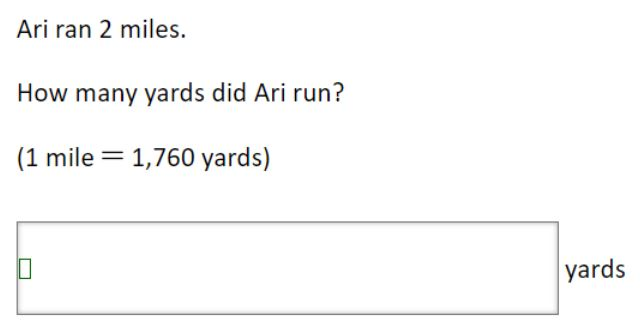 Ari ran 2 miles.
How many yards did Ari run?
(1 mile = 1,760 yards)
yards